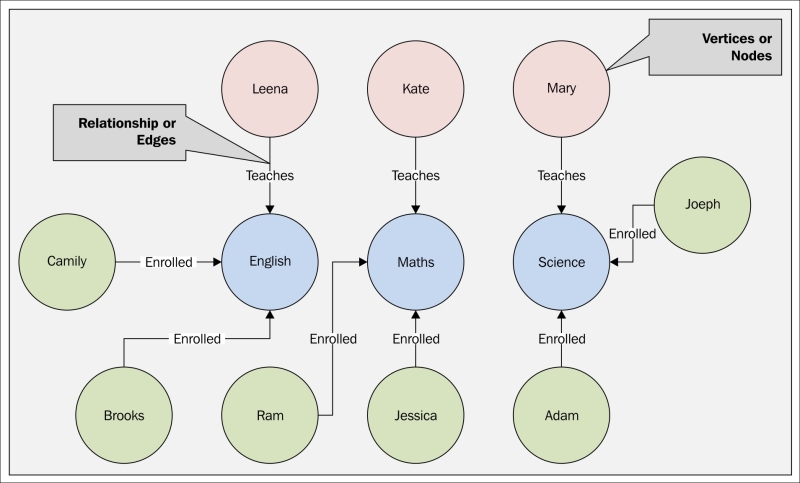 Vertices or
Nodes
Leena
Kate
Mary
Relationship or
Edges
Teaches
Teaches
Teaches
Joeph
Enrolled
Camily
Enrolled
English
Maths
Science
Enrolled
Enrolled
Enrolled
Enrolled
Brooks
Ram
Jessica
Adam